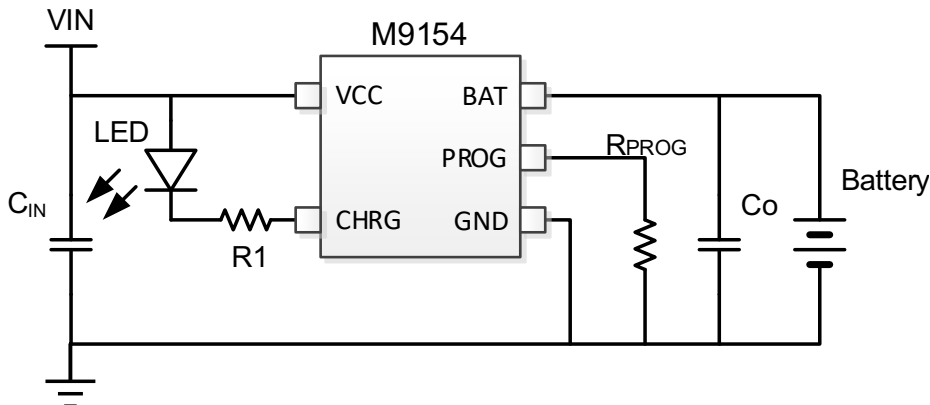 VIN
M9154
VCC
BAT
LED
PROG
RPROG
CIN
CHRG
GND
Co
Battery
R1